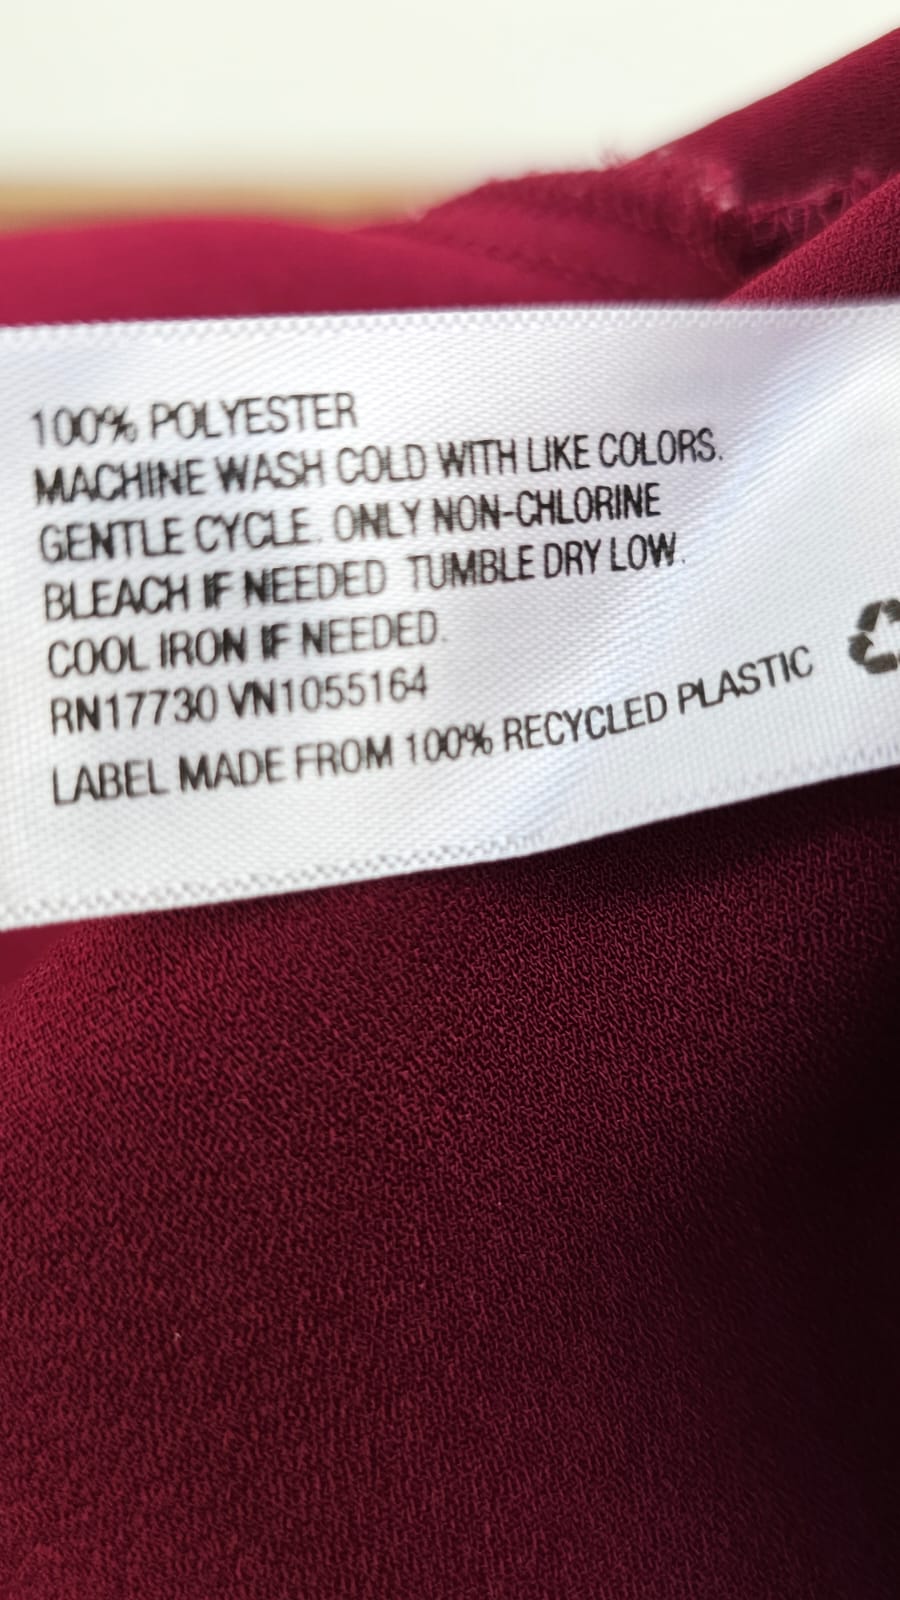 100% POLYESTER
MACHINE WASH COLD WITH LIKE COLORS.
GENTLE CYCLE. ONLY NON-CHLORINE
BLEACH IF NEEDED TUMBLE DRY LOW.
COOL IRON IF NEEDED.
RN17730 VN1055164
LABEL MADE FROM 100% RECYCLED PLASTIC